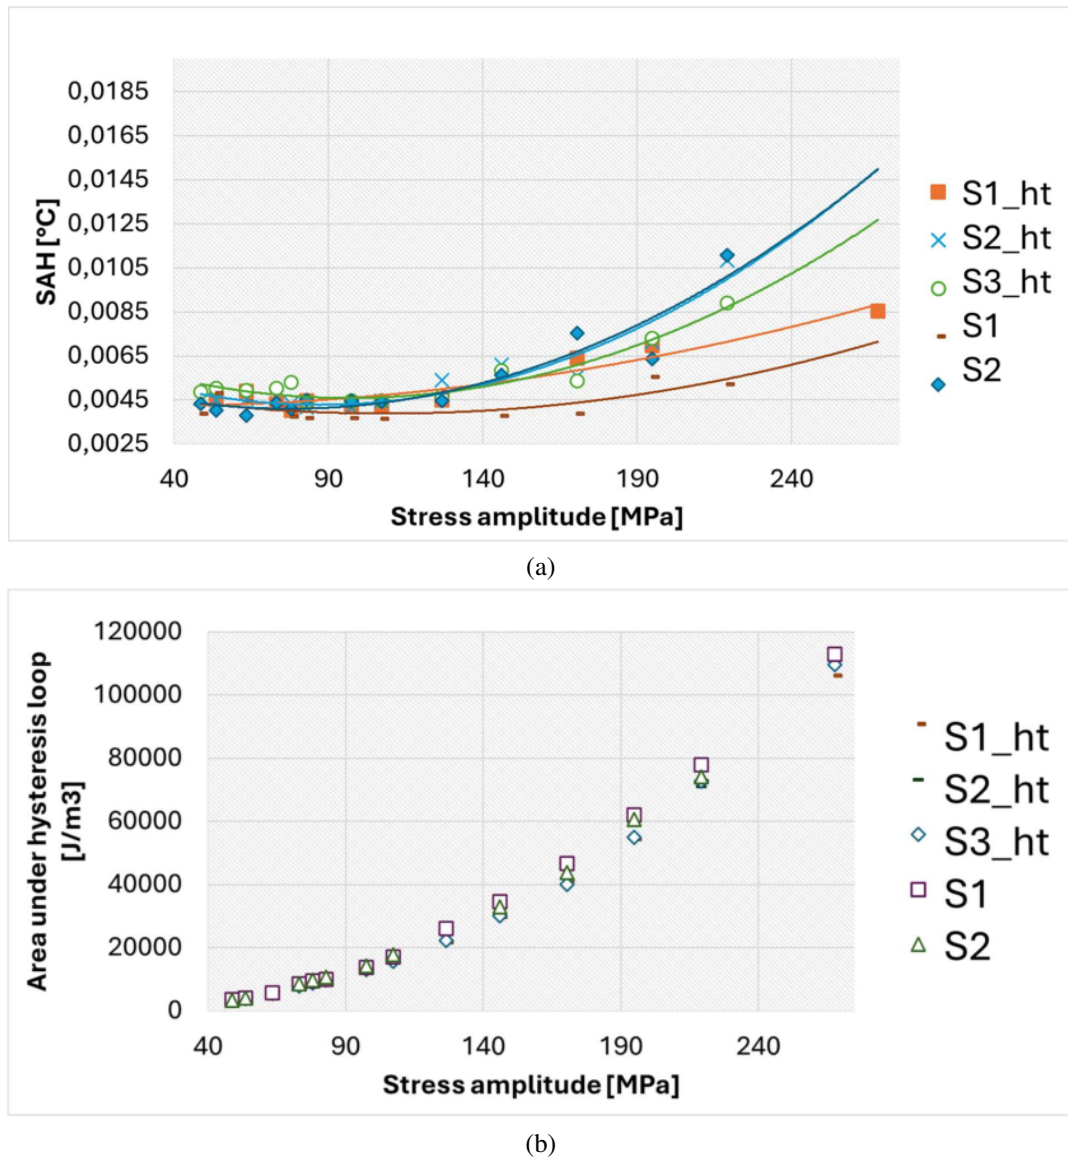 0,0185
0,0165
0,0145
0,0125
0,0105
0,0085
0,0065
0,0045
0,0025
SAH [°C]
40 90 140 190 240
Stress amplitude [MPa]
S1_ht
S2_ht
S3_ht
S1
S2
(a)
120000
100000
80000
60000
40000
20000
0
Area under hysteresis loop
[J/m3]
40 90 140 190 240
Stress amplitude [MPa]
S1_ht
S2_ht
S3_ht
S1
S2
(b)